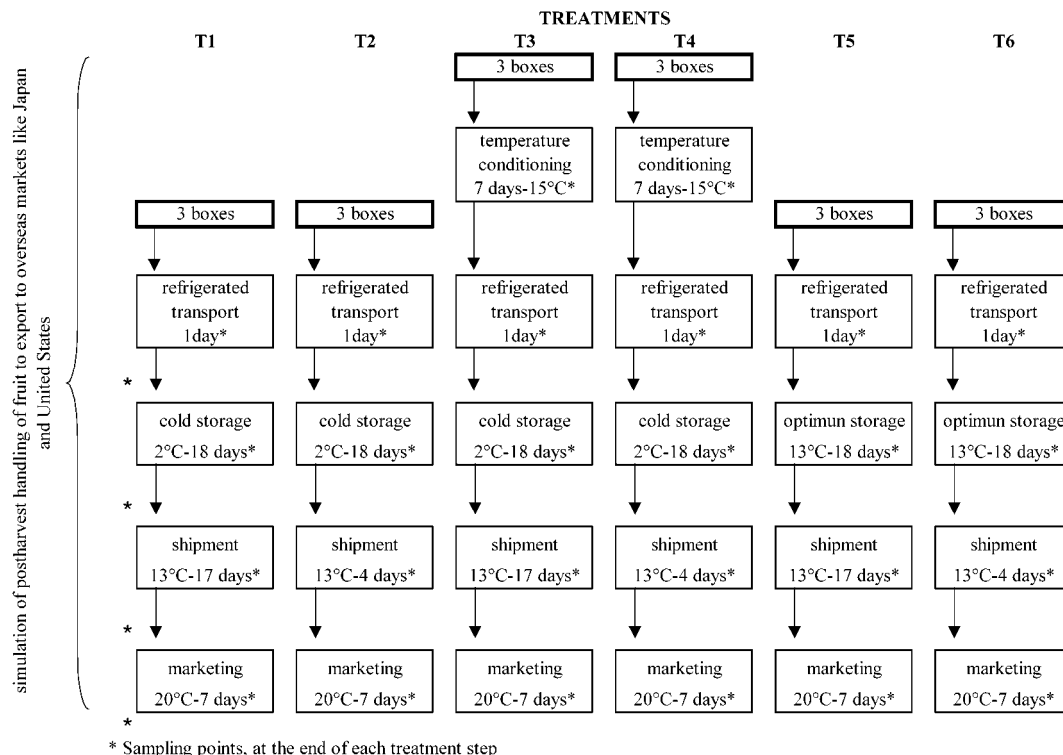 TREATMENTS
T1 T2 T3 T4 T5 T6
3 boxes 3 boxes
temperature temperature
conditioning conditioning
7 days-15°C* 7 days-15°C*
3 boxes 3 boxes 3 boxes 3 boxes
refrigerated refrigerated refrigerated refrigerated refrigerated refrigerated
transport transport transport transport transport transport
1day* 1day* 1day* 1day* 1day* 1day*
*
cold storage cold storage cold storage cold storage optimun storage optimun storage
2°C-18 days* 2°C-18 days* 2°C-18 days* 2°C-18 days* 13°C-18 days* 13°C-18 days*
*
shipment shipment shipment shipment shipment shipment
13°C-17 days* 13°C-4 days* 13°C-17 days* 13°C-4 days* 13°C-17 days* 13°C-4 days*
*
marketing marketing marketing marketing marketing marketing
20°C-7 days* 20°C-7 days* 20°C-7 days* 20°C-7 days* 20°C-7 days* 20°C-7 days*
*
simulation of postharvest handling of fruit to export to overseas markets like Japan
and United States
* Sampling points, at the end of each treatment step